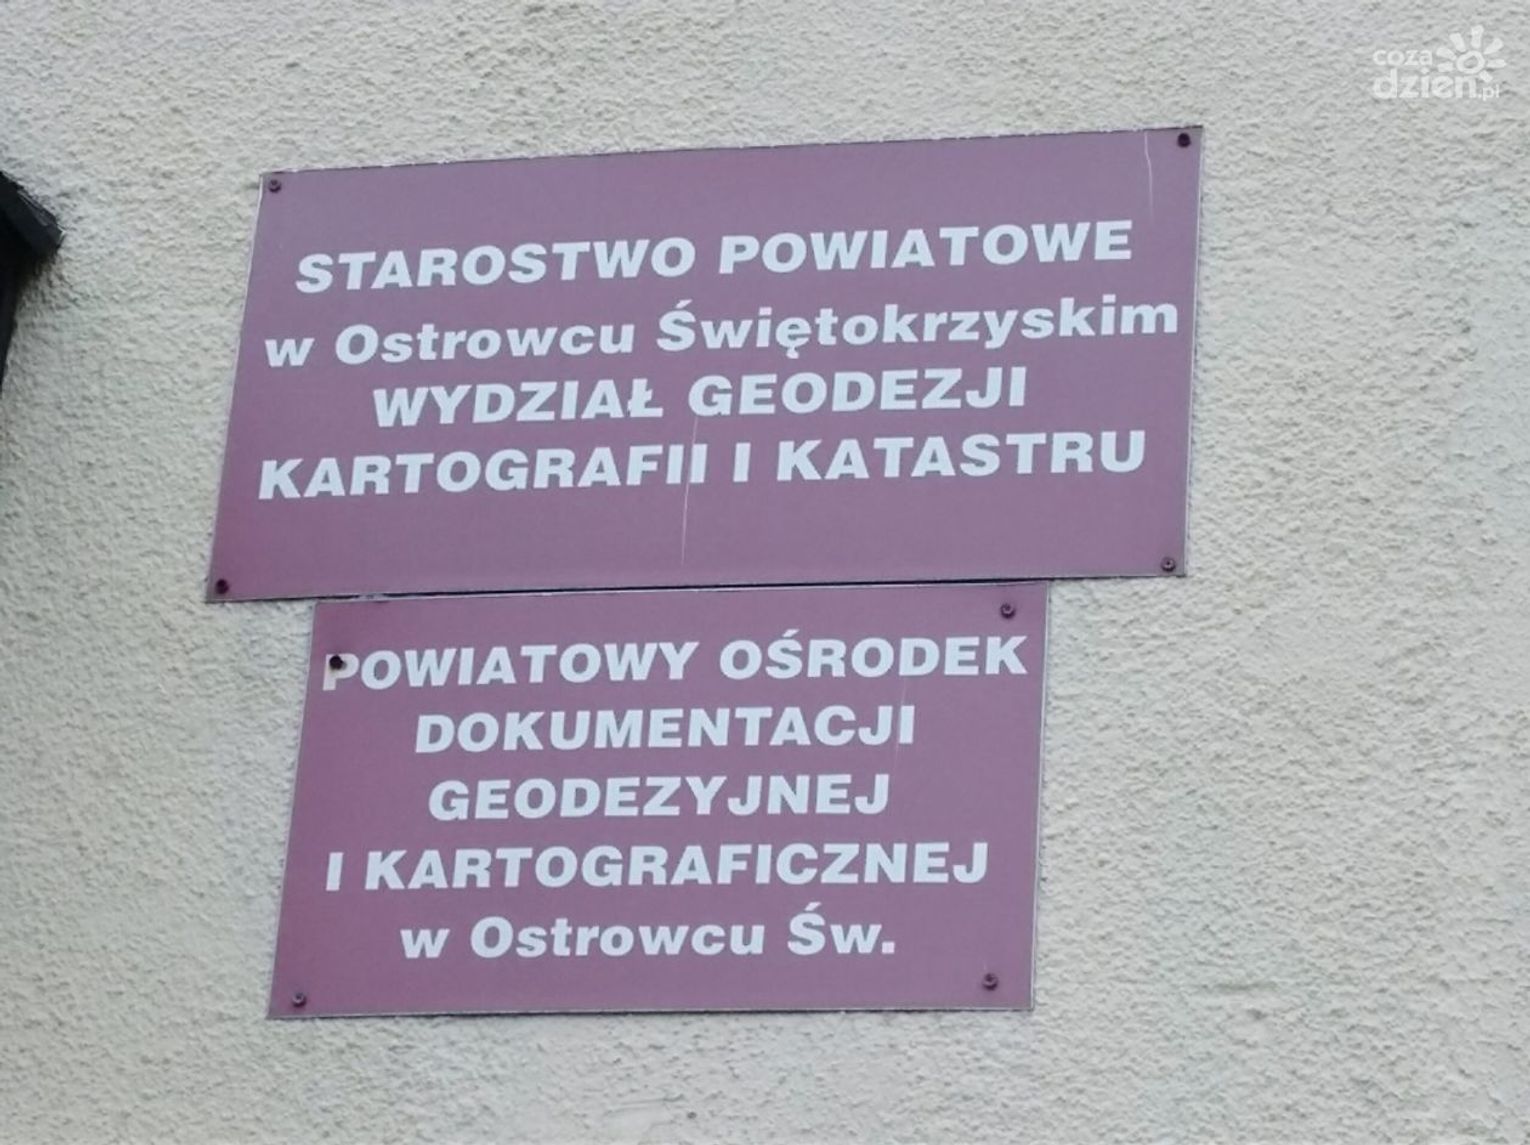 coza
dzien.pl
STAROSTWO POWIATOWE
w Ostrowcu Świętokrzyskim
WYDZIAŁ GEODEZJI
KARTOGRAFII I KATASTRU
POWIATOWY OŚRODEK
DOKUMENTACJI
GEODEZYJNEJ
I KARTOGRAFICZNEJ
w Ostrowcu Św.